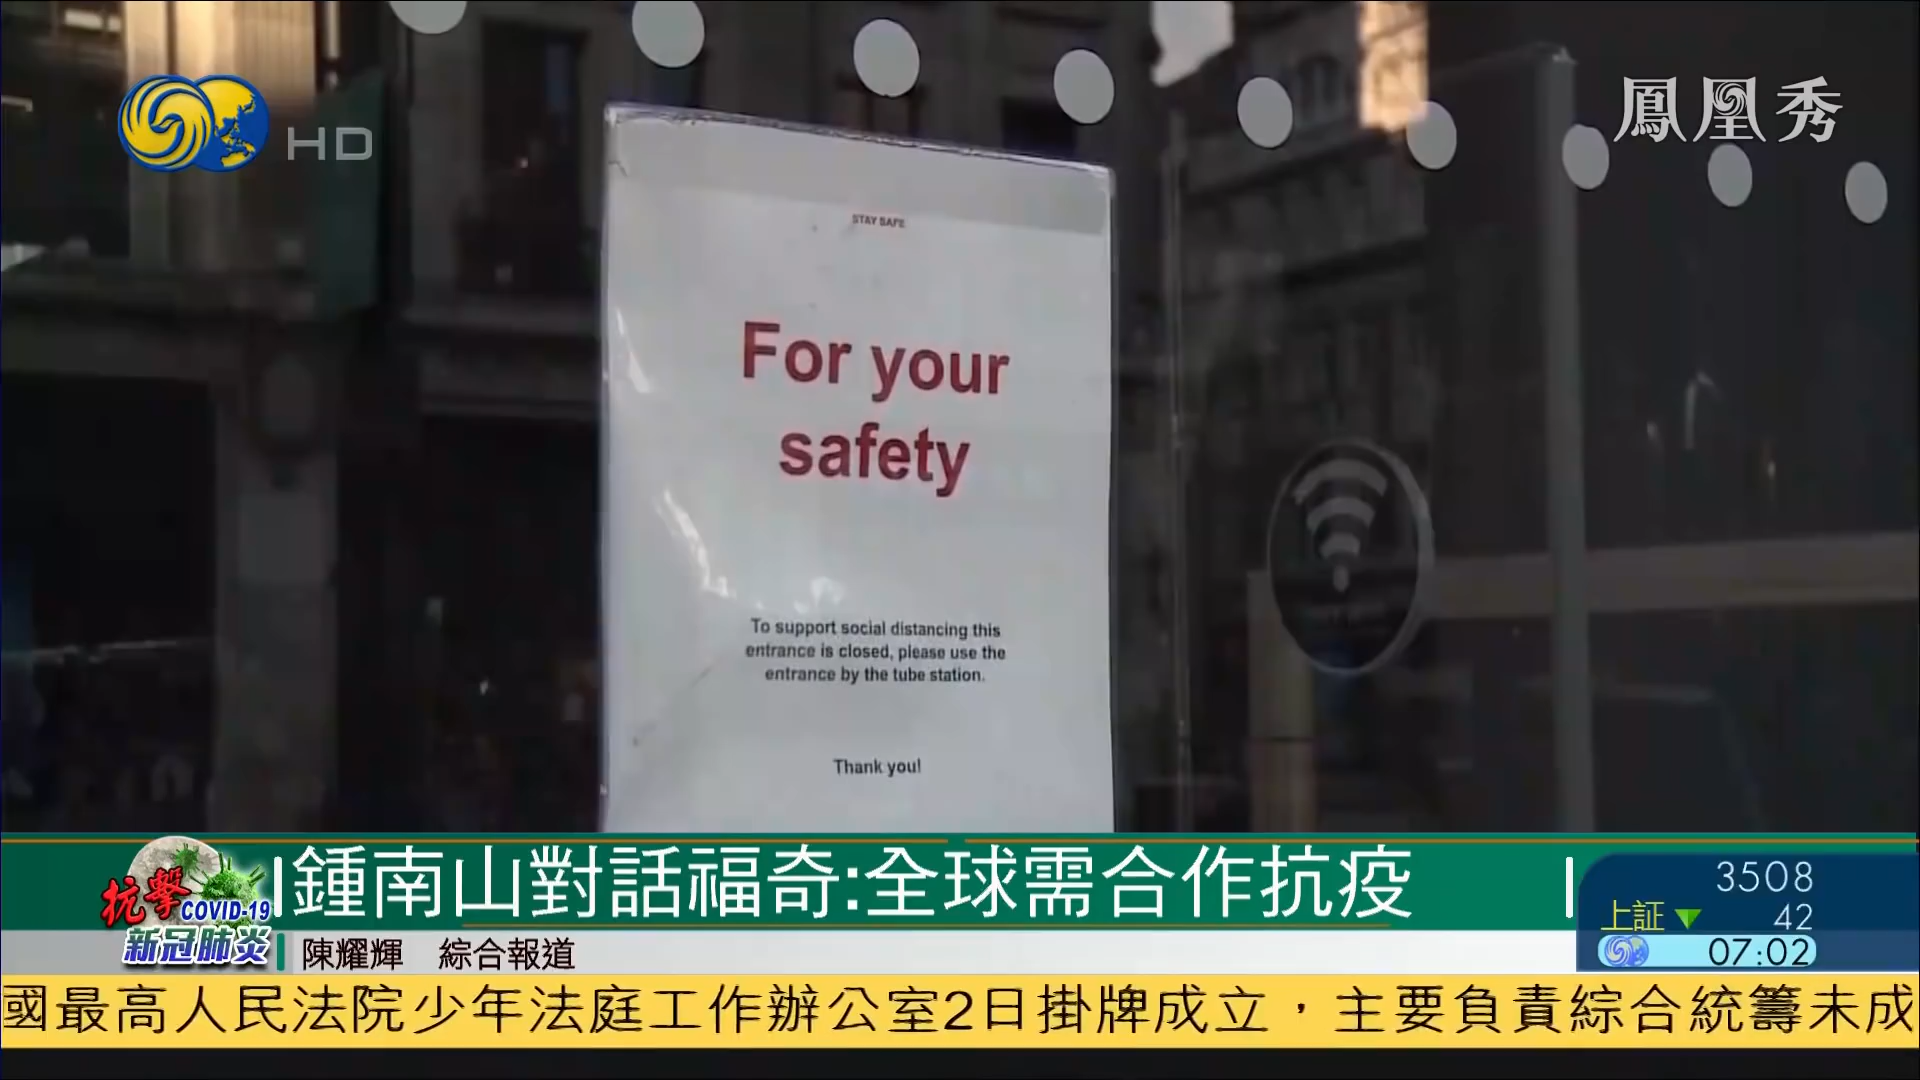 HD
鳳凰秀
STAY SAFE
For your
safety
To support social distancing this
entrance is closed, please use the
entrance by the tube station.
Thank you!
抗擊
COVID-19
新冠肺炎
鍾南山對話福奇:全球需合作抗疫
陳耀輝 綜合報道
3508
上証 42
07:02
國最高人民法院少年法庭工作辦公室2日掛牌成立，主要負責綜合統籌未成